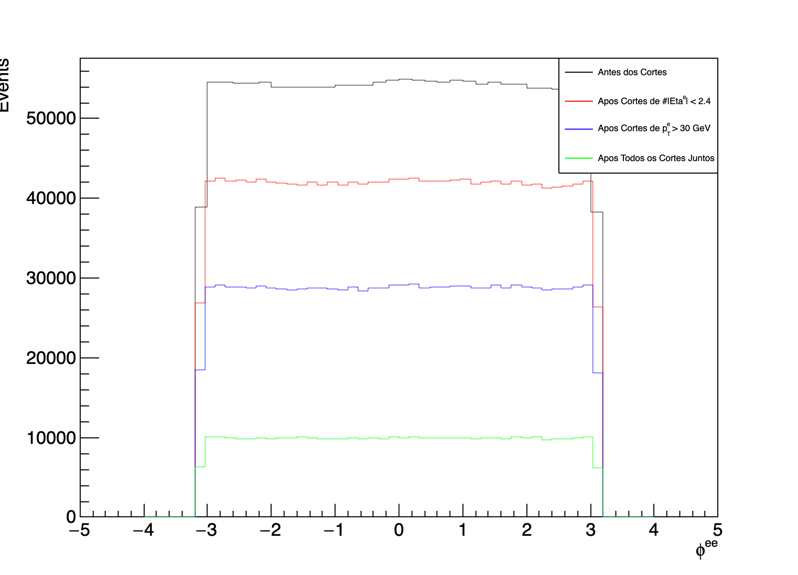 Events
Antes dos Cortes
Apos Cortes de #|Eta^e| < 2.4
Apos Cortes de p_T^e > 30 GeV
Apos Todos os Cortes Juntos
50000
40000
30000
20000
10000
0
−5 −4 −3 −2 −1 0 1 2 3 4 5
ϕ^ee